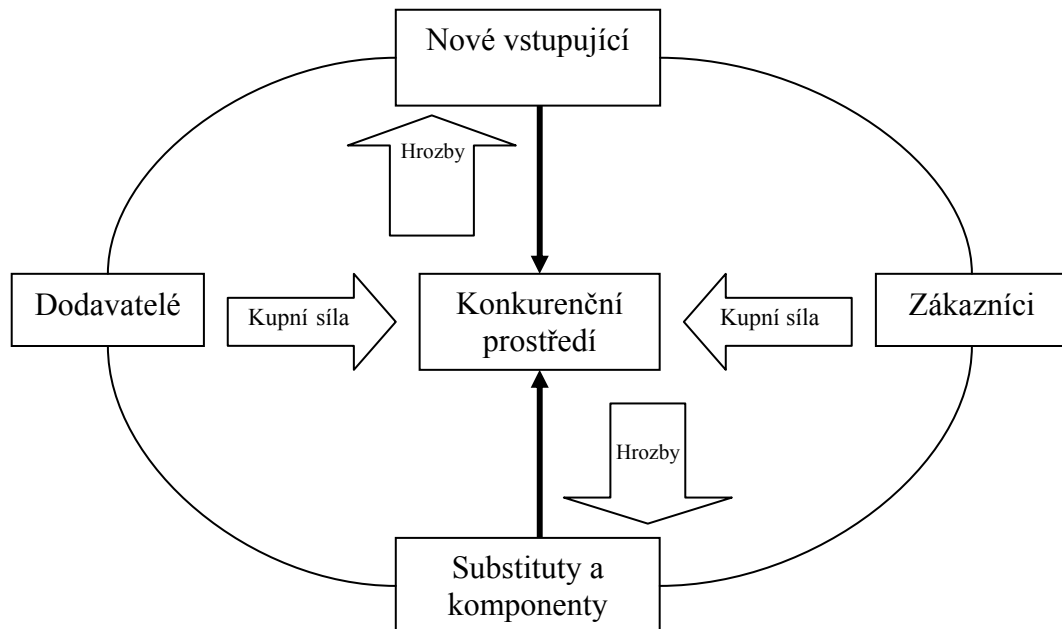 Nové vstupující
Hrozby
Dodavatelé
Kupní síla
Konkurenční
prostředí
Kupní síla
Zákazníci
Hrozby
Substituty a
komponenty